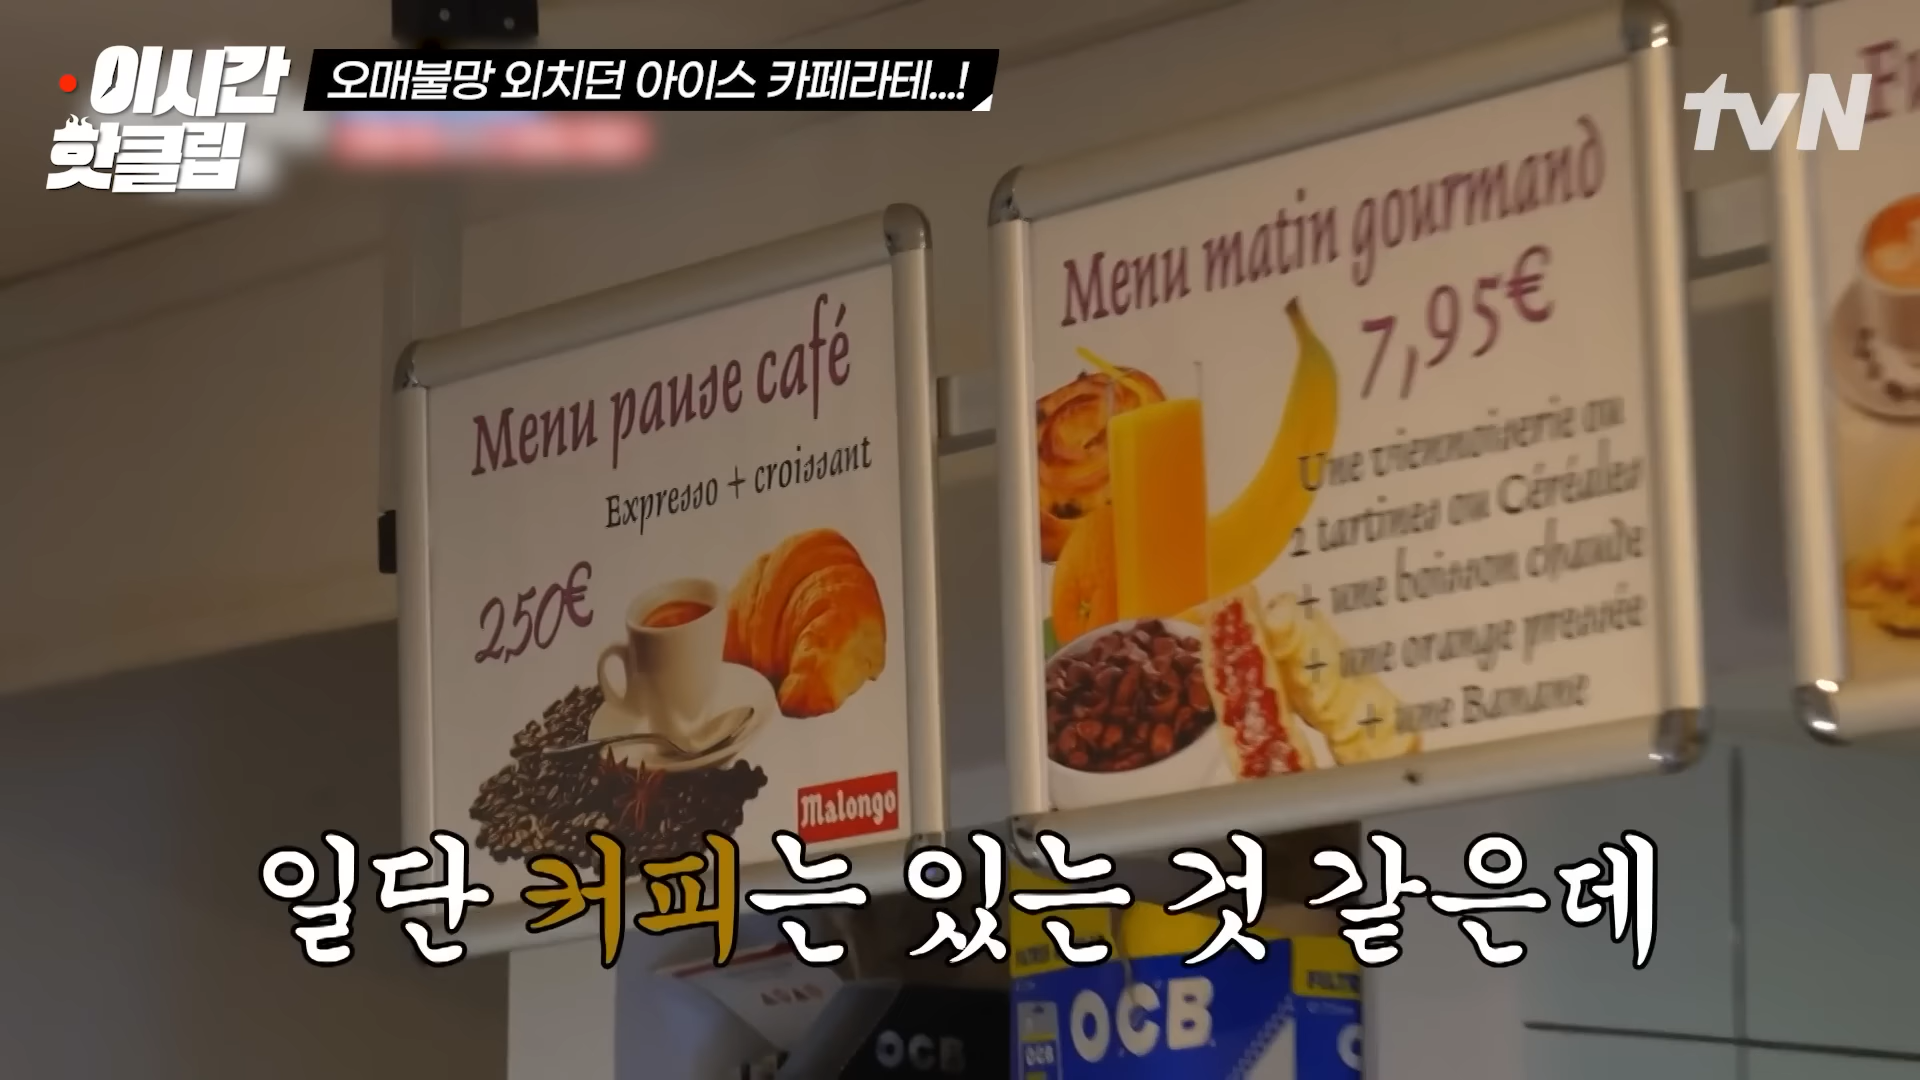 이시간
핫클립
오매불망 외치던 아이스 카페라테...!
tvN
Menu pause café
Expresso + croissant
2,50€
Malongo
Menu matin gourmand
7,95€
Une viennoiserie ou
2 tartines ou Céréales
+ une boisson chaude
+ une orange pressée
+ une Banane
일단 커피는 있는 것 같은데
OCB
OCB
OCB